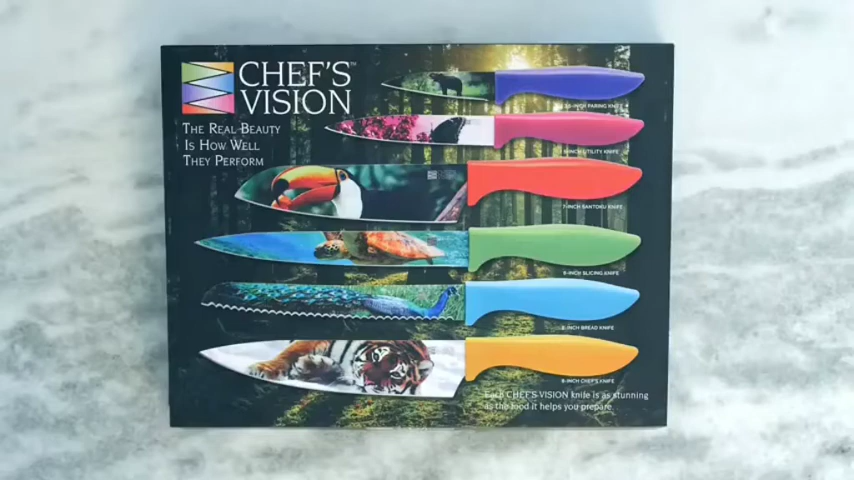 CHEF'S
VISION
THE REAL BEAUTY
IS HOW WELL
THEY PERFORM
-INCH PARING KNIFE
-INCH UTILITY KNIFE
7-INCH SANTOKU KNIFE
8-INCH SLICING KNIFE
8-INCH BREAD KNIFE
8-INCH CHEF'S KNIFE
Each CHEF'S VISION knife is as stunning
as the food it helps you prepare.